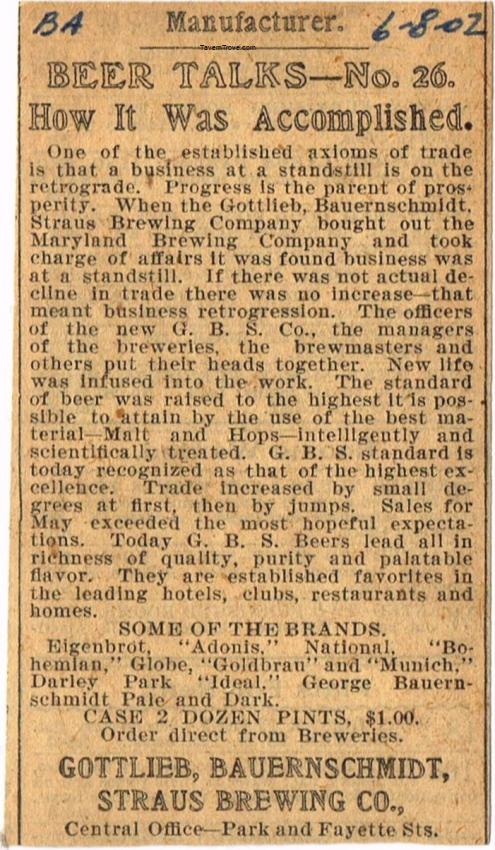 BA Manufacturer. 6-8-02
TavernTrove.com
BEER TALKS—No. 26.
How It Was Accomplished.
One of the established axioms of trade
is that a business at a standstill is on the
retrograde. Progress is the parent of pros-
perity. When the Gottlieb, Bauernschmidt,
Straus Brewing Company bought out the
Maryland Brewing Company and took
charge of affairs it was found business was
at a standstill. If there was not actual de-
cline in trade there was no increase—that
meant business retrogression. The officers
of the new G. B. S. Co., the managers
of the breweries, the brewmasters and
others put their heads together. New life
was infused into the work. The standard
of beer was raised to the highest it is pos-
sible to attain by the use of the best ma-
terial—Malt and Hops—intelligently and
scientifically treated. G. B. S. standard is
today recognized as that of the highest ex-
cellence. Trade increased by small de-
grees at first, then by jumps. Sales for
May exceeded the most hopeful expecta-
tions. Today G. B. S. Beers lead all in
richness of quality, purity and palatable
flavor. They are established favorites in
the leading hotels, clubs, restaurants and
homes.
SOME OF THE BRANDS.
Eigenbrot, "Adonis," National, "Bo-
hemian," Globe, "Goldbrau" and "Munich,"
Darley Park "Ideal," George Bauern-
schmidt Pale and Dark.
CASE 2 DOZEN PINTS, $1.00.
Order direct from Breweries.
GOTTLIEB, BAUERNSCHMIDT,
STRAUS BREWING CO.,
Central Office—Park and Fayette Sts.